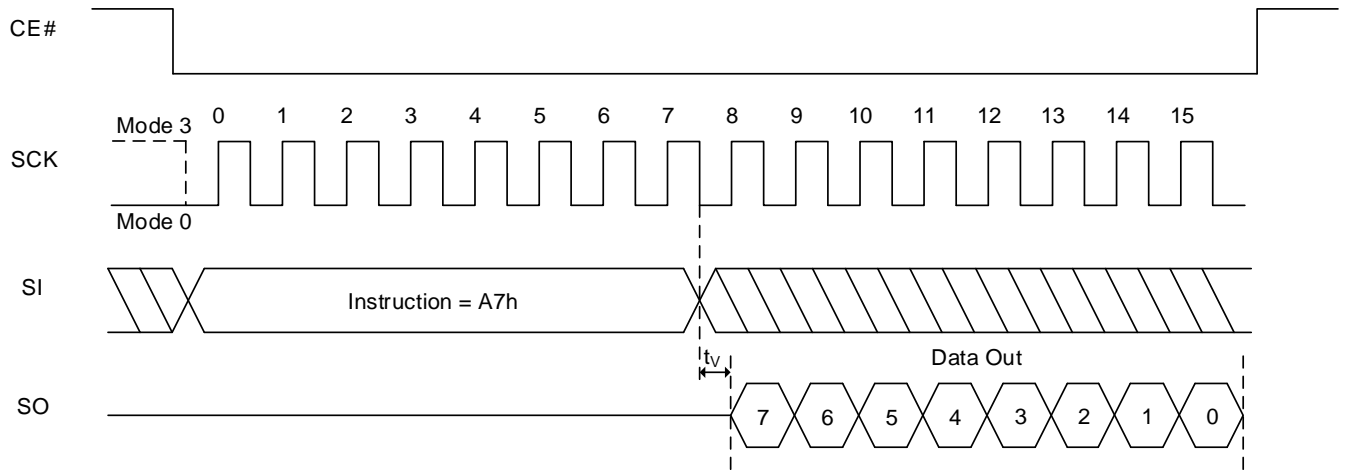 CE#
Mode 3 0 1 2 3 4 5 6 7 8 9 10 11 12 13 14 15
SCK
Mode 0
SI Instruction = A7h
tV Data Out
SO 7 6 5 4 3 2 1 0